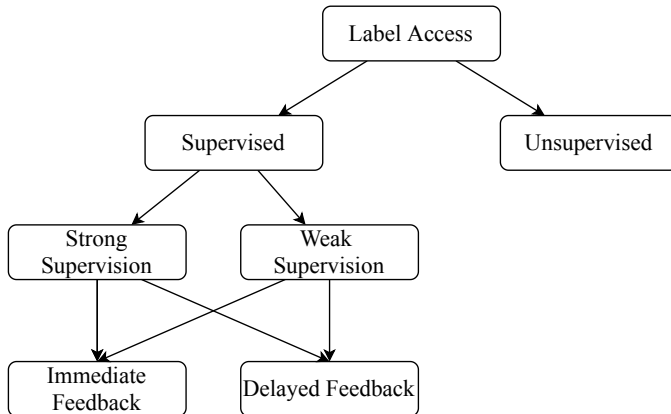 Label Access
Supervised
Unsupervised
Strong
Supervision
Weak
Supervision
Immediate
Feedback
Delayed Feedback